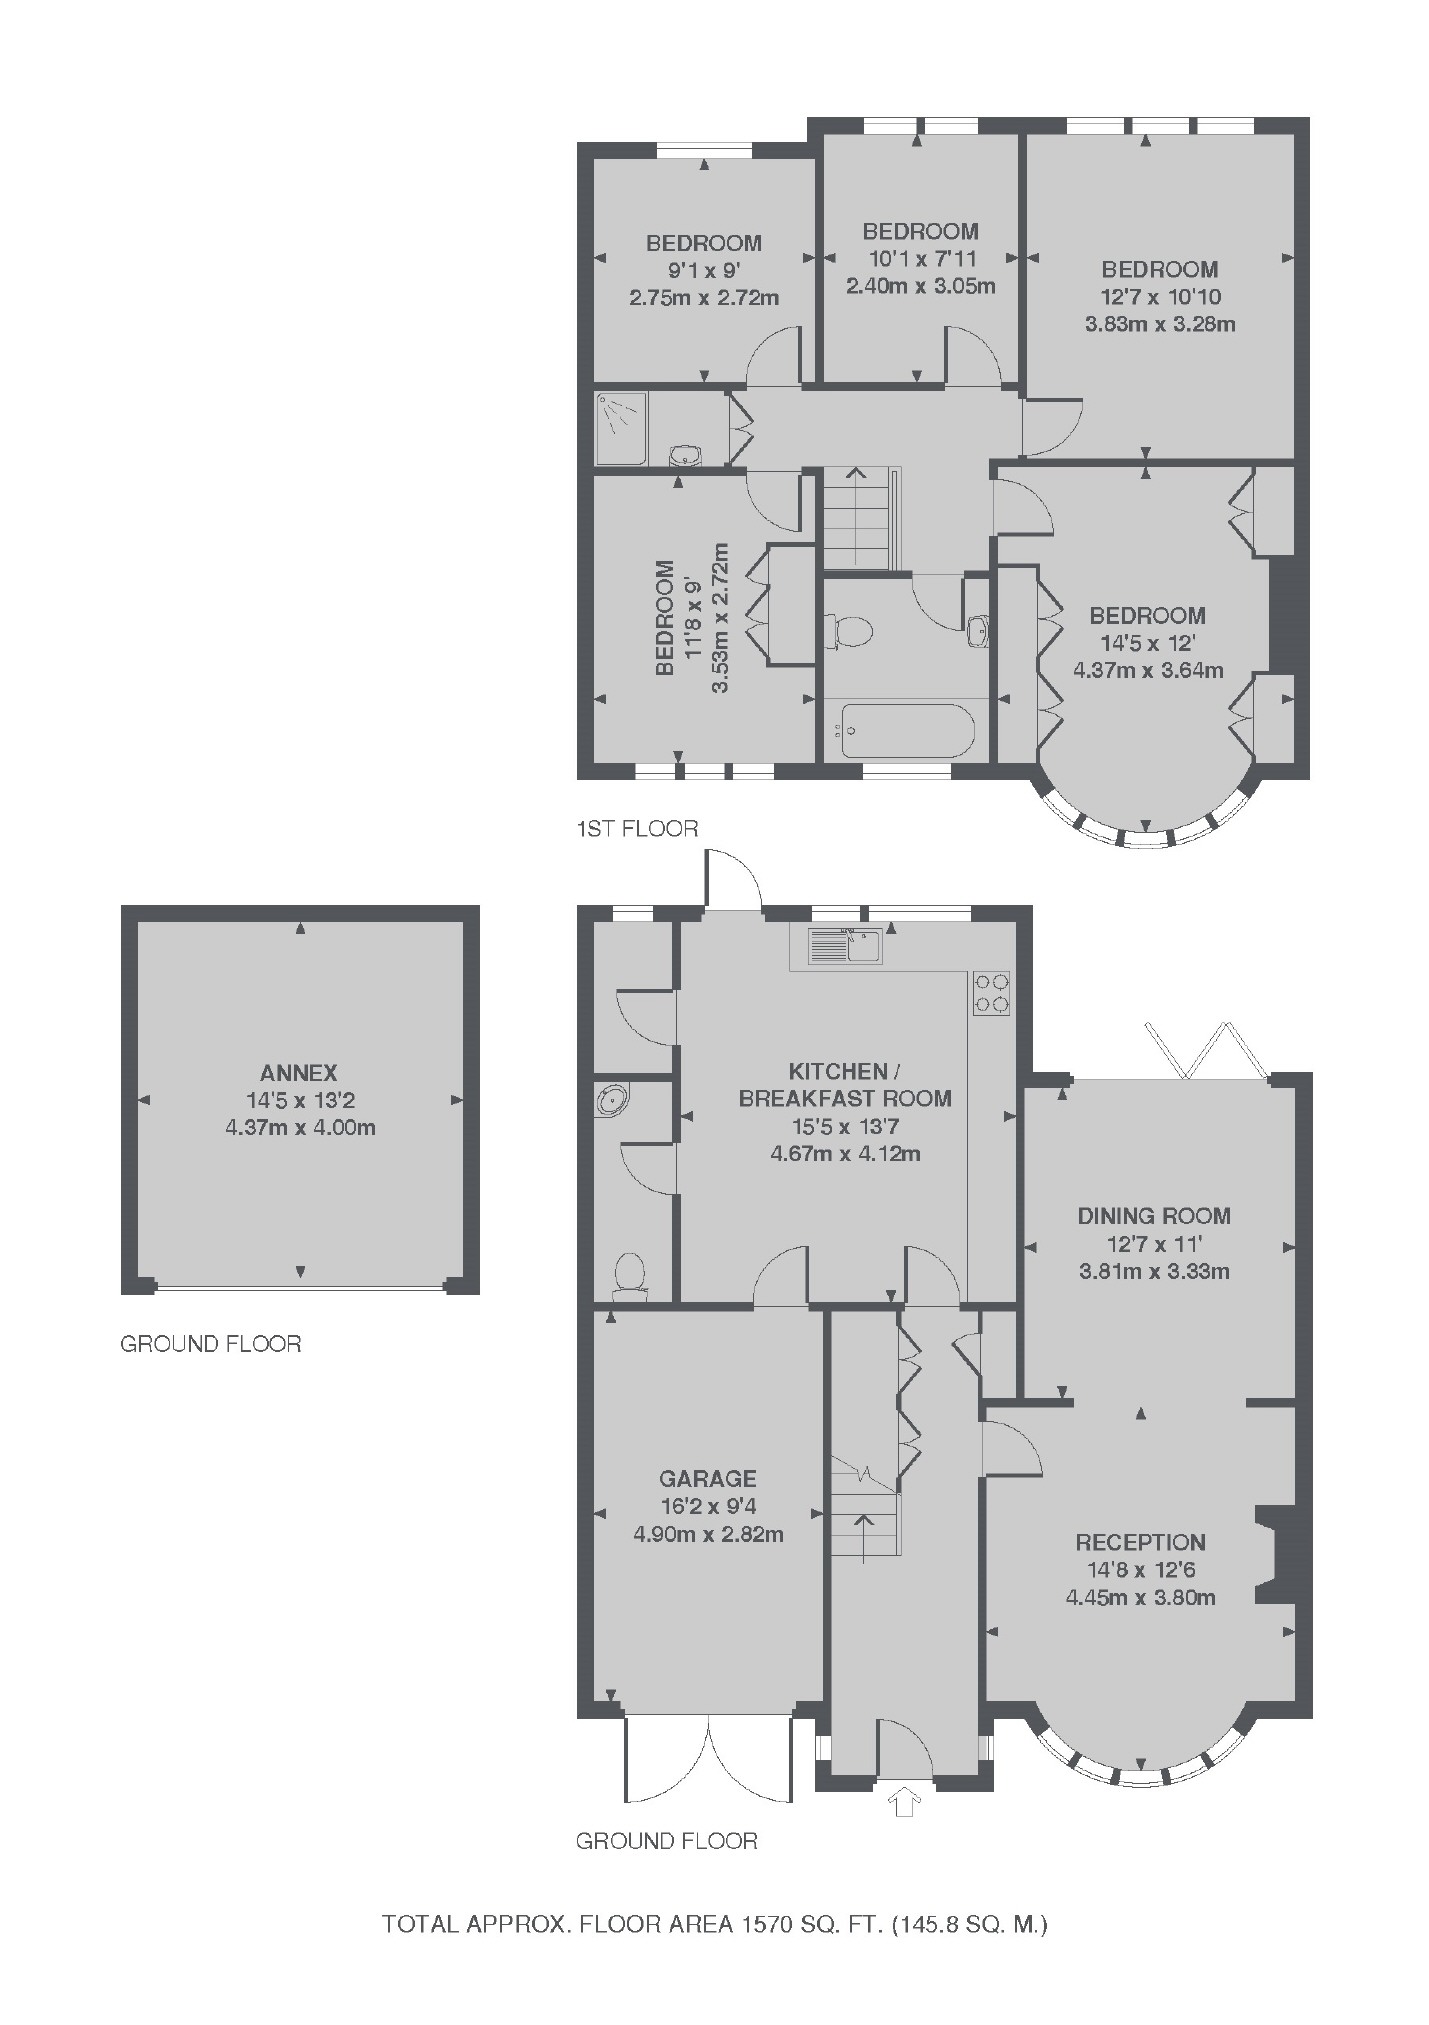 BEDROOM
9'1 x 9'
2.75m x 2.72m
BEDROOM
10'1 x 7'11
2.40m x 3.05m
BEDROOM
12'7 x 10'10
3.83m x 3.28m
BEDROOM
11'8 x 9'
3.53m x 2.72m
BEDROOM
14'5 x 12'
4.37m x 3.64m
1ST FLOOR
ANNEX
14'5 x 13'2
4.37m x 4.00m
GROUND FLOOR
KITCHEN /
BREAKFAST ROOM
15'5 x 13'7
4.67m x 4.12m
DINING ROOM
12'7 x 11'
3.81m x 3.33m
GARAGE
16'2 x 9'4
4.90m x 2.82m
RECEPTION
14'8 x 12'6
4.45m x 3.80m
GROUND FLOOR
TOTAL APPROX. FLOOR AREA 1570 SQ. FT. (145.8 SQ. M.)